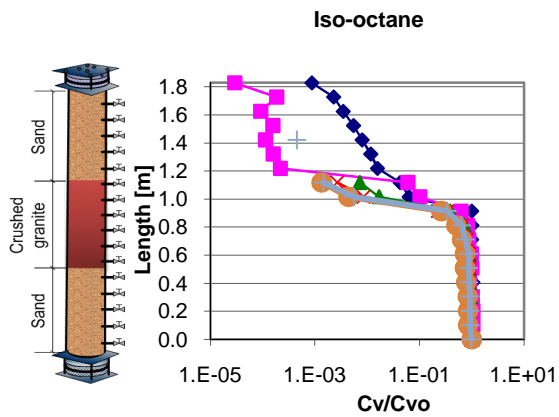 Iso-octane
Sand
Crushed
granite
Sand
Length [m]
1.8
1.6
1.4
1.2
1.0
0.8
0.6
0.4
0.2
0.0
1.E-05
1.E-03
1.E-01
1.E+01
Cv/Cvo